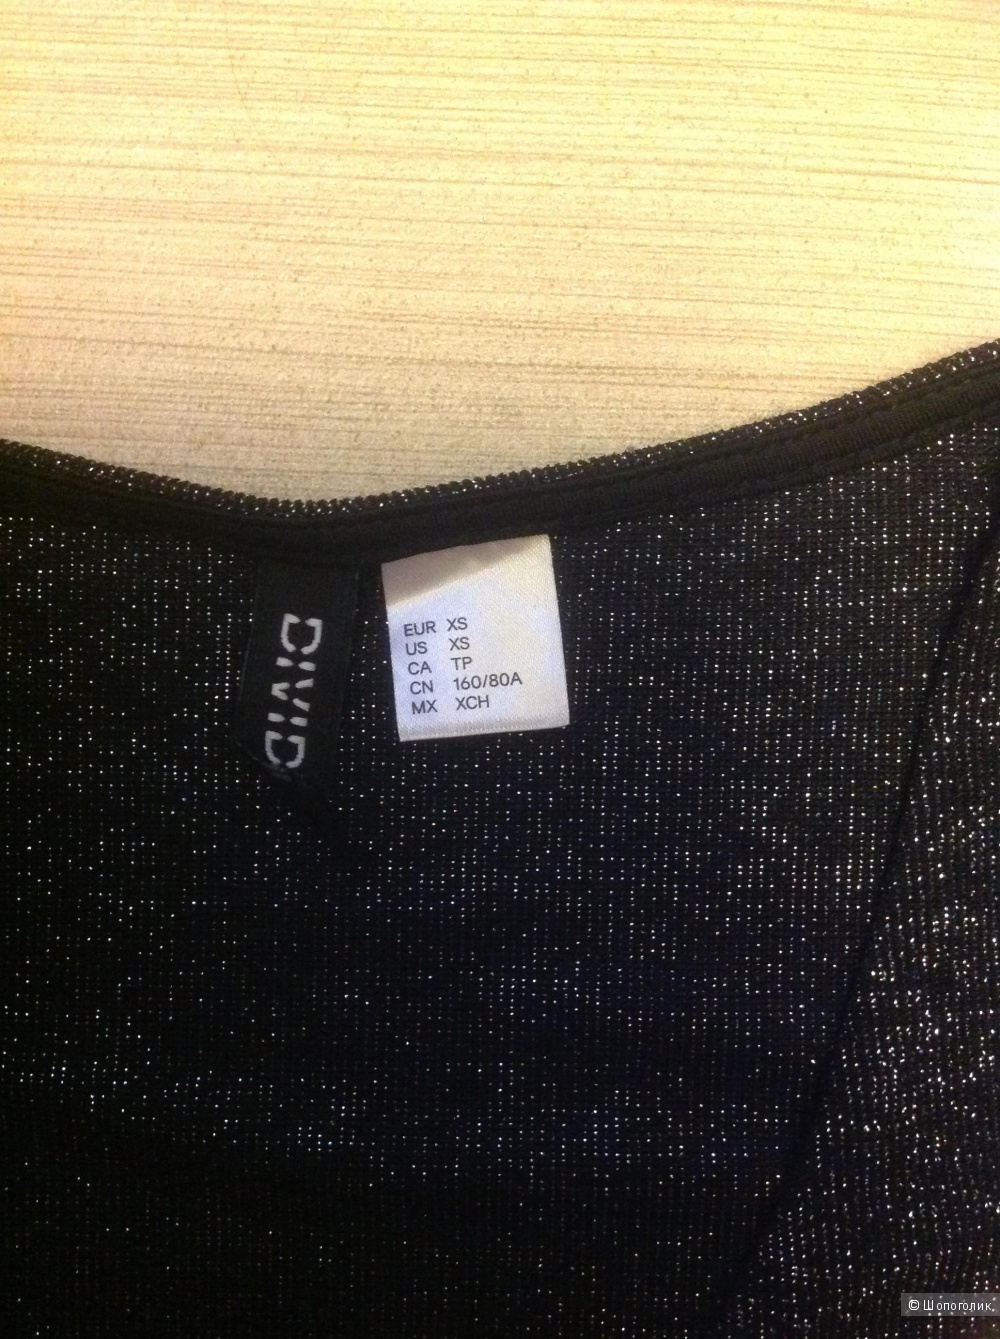 DIVID
EUR XS
US XS
CA TP
CN 160/80A
MX XCH
© Шопоголик